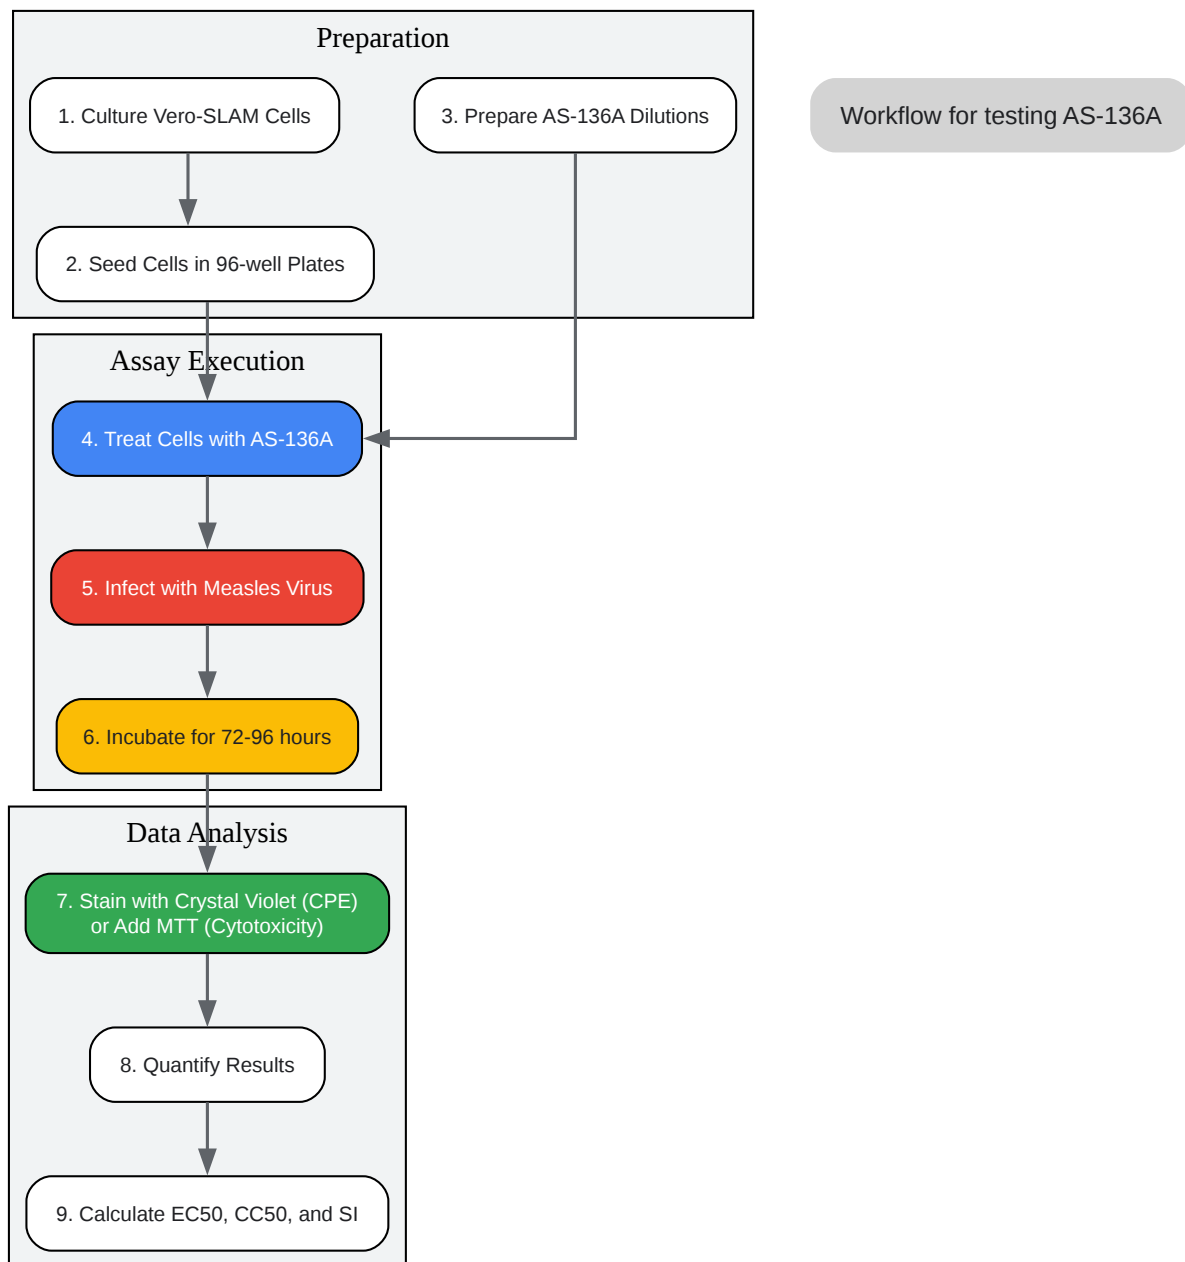 Preparation
1. Culture Vero-SLAM Cells
3. Prepare AS-136A Dilutions
Workflow for testing AS-136A
2. Seed Cells in 96-well Plates
Assay Execution
4. Treat Cells with AS-136A
5. Infect with Measles Virus
6. Incubate for 72-96 hours
Data Analysis
7. Stain with Crystal Violet (CPE)
or Add MTT (Cytotoxicity)
8. Quantify Results
9. Calculate EC50, CC50, and SI